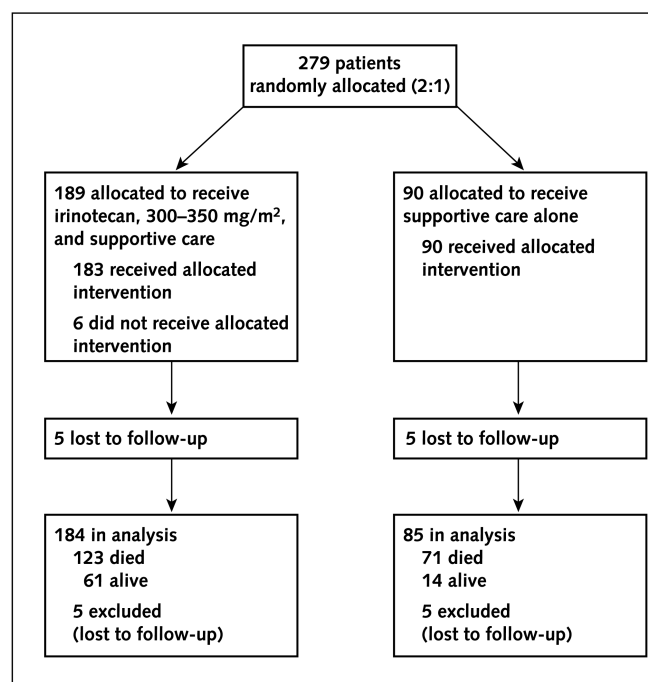 279 patients
randomly allocated (2:1)
189 allocated to receive
irinotecan, 300–350 mg/m²,
and supportive care
183 received allocated
intervention
6 did not receive allocated
intervention
90 allocated to receive
supportive care alone
90 received allocated
intervention
5 lost to follow-up
5 lost to follow-up
184 in analysis
123 died
61 alive
5 excluded
(lost to follow-up)
85 in analysis
71 died
14 alive
5 excluded
(lost to follow-up)